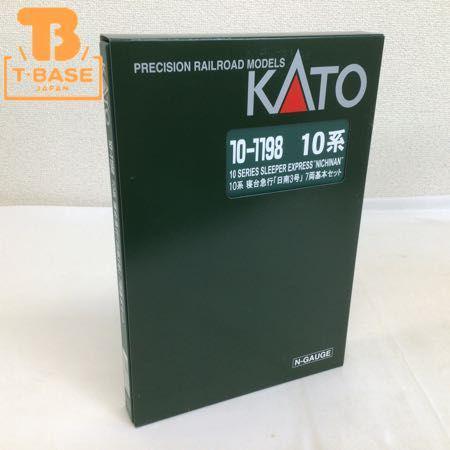 T-BASE
JAPAN
PRECISION RAILROAD MODELS
KATO
10-1198 10系
10 SERIES SLEEPER EXPRESS "NICHINAN"
10系 寝台急行「日南3号」 7両基本セット
N-GAUGE